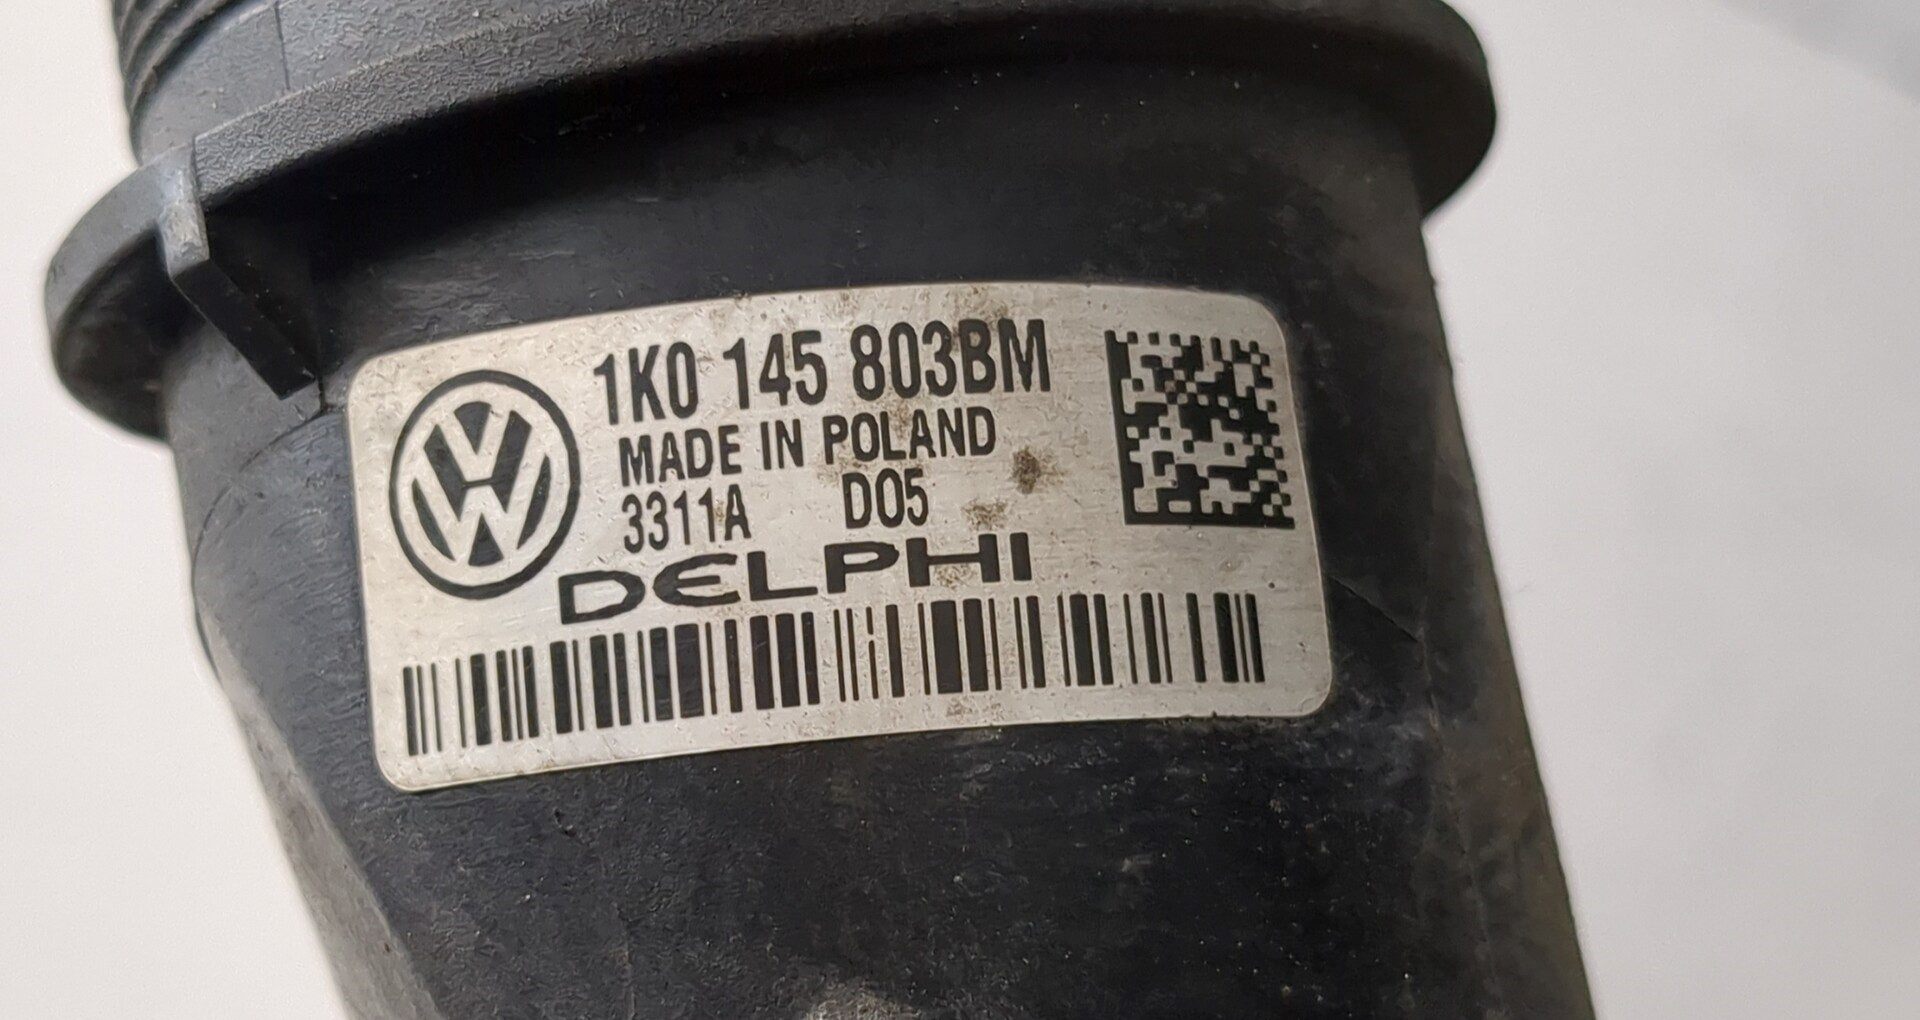 1K0 145 803BM
MADE IN POLAND
3311A D05
DELPHI